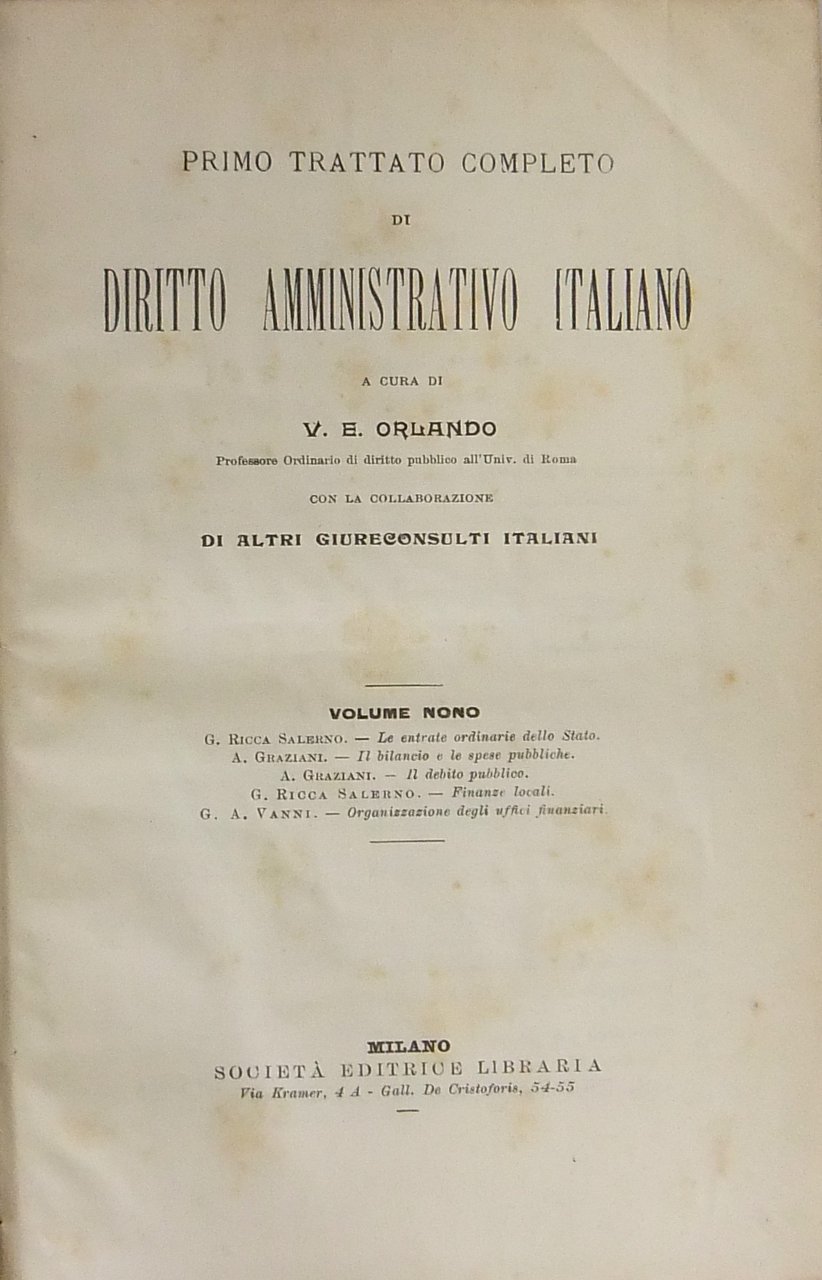 PRIMO TRATTATO COMPLETO
DI
DIRITTO AMMINISTRATIVO ITALIANO
A CURA DI
V. E. ORLANDO
Professore Ordinario di diritto pubblico all'Univ. di Roma
CON LA COLLABORAZIONE
DI ALTRI GIURECONSULTI ITALIANI
VOLUME NONO
G. RICCA SALERNO. — Le entrate ordinarie dello Stato.
A. GRAZIANI. — Il bilancio e le spese pubbliche.
A. GRAZIANI. — Il debito pubblico.
G. RICCA SALERNO. — Finanze locali.
G. A. VANNI. — Organizzazione degli uffici finanziari.
MILANO
SOCIETÀ EDITRICE LIBRARIA
Via Kramer, 4 A - Gall. De Cristoforis, 54-55